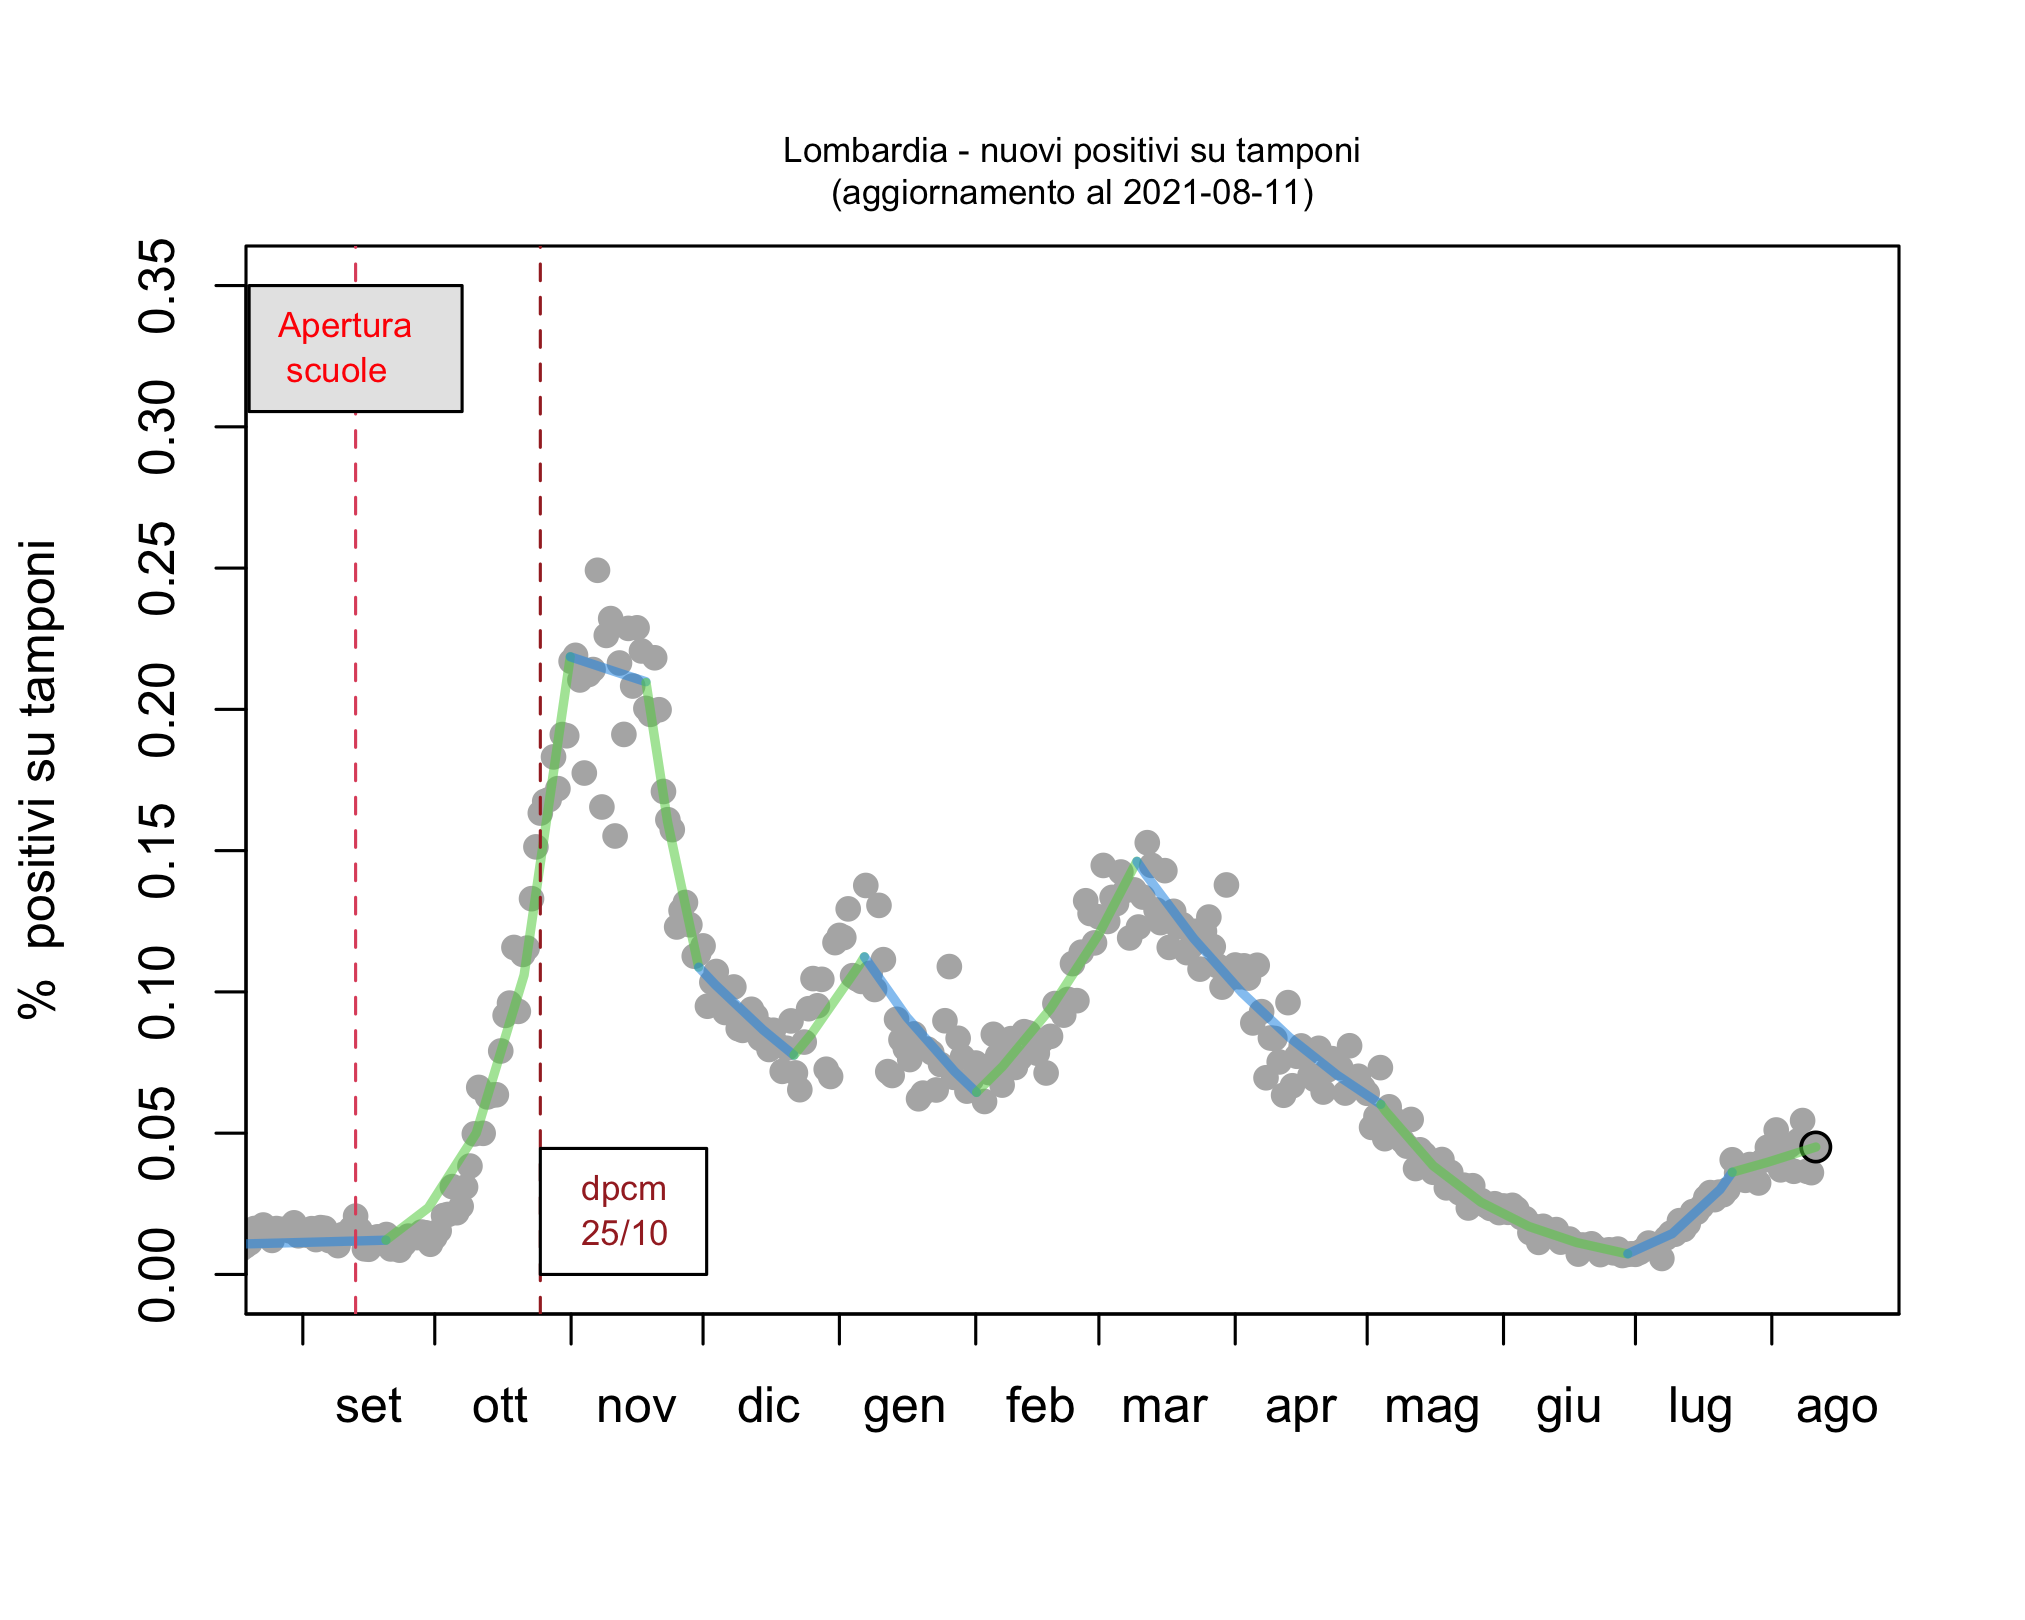 Lombardia - nuovi positivi su tamponi
(aggiornamento al 2021-08-11)
% positivi su tamponi
0.35
0.30
0.25
0.20
0.15
0.10
0.05
0.00
Apertura
scuole
dpcm
25/10
set ott nov dic gen feb mar apr mag giu lug ago